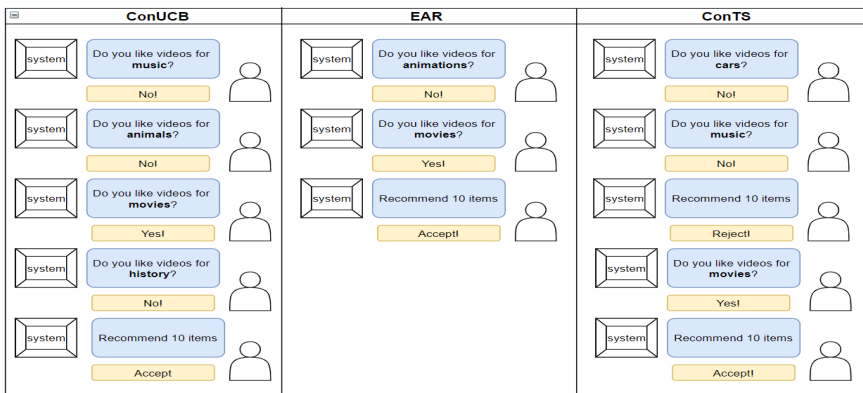 ConUCB
system
Do you like videos for
music?
No!
system
Do you like videos for
animals?
No!
system
Do you like videos for
movies?
Yes!
system
Do you like videos for
history?
No!
system
Recommend 10 items
Accept
EAR
system
Do you like videos for
animations?
No!
system
Do you like videos for
movies?
Yes!
system
Recommend 10 items
Accept!
ConTS
system
Do you like videos for
cars?
No!
system
Do you like videos for
music?
No!
system
Recommend 10 items
Reject!
system
Do you like videos for
movies?
Yes!
system
Recommend 10 items
Accept!